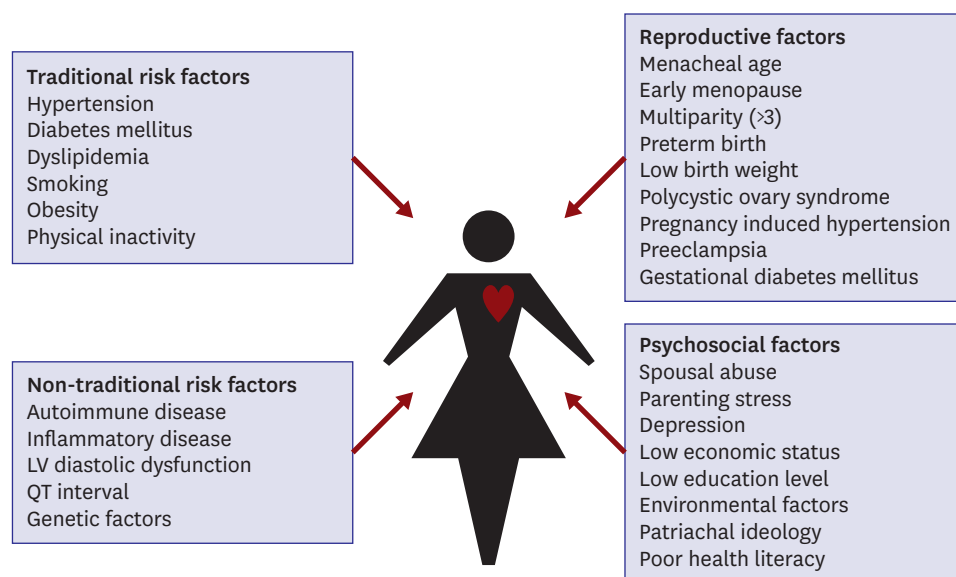 Traditional risk factors
Hypertension
Diabetes mellitus
Dyslipidemia
Smoking
Obesity
Physical inactivity
Reproductive factors
Menacheal age
Early menopause
Multiparity (>3)
Preterm birth
Low birth weight
Polycystic ovary syndrome
Pregnancy induced hypertension
Preeclampsia
Gestational diabetes mellitus
Non-traditional risk factors
Autoimmune disease
Inflammatory disease
LV diastolic dysfunction
QT interval
Genetic factors
Psychosocial factors
Spousal abuse
Parenting stress
Depression
Low economic status
Low education level
Environmental factors
Patriachal ideology
Poor health literacy